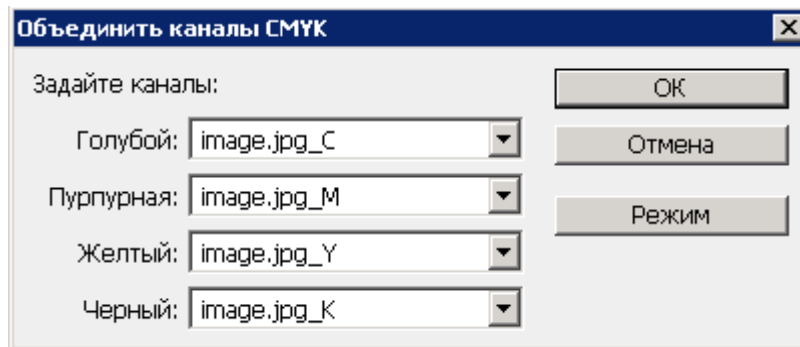 Объединить каналы CMYK
Задайте каналы:
Голубой: image.jpg_C
Пурпурная: image.jpg_M
Желтый: image.jpg_Y
Черный: image.jpg_K
ОК
Отмена
Режим